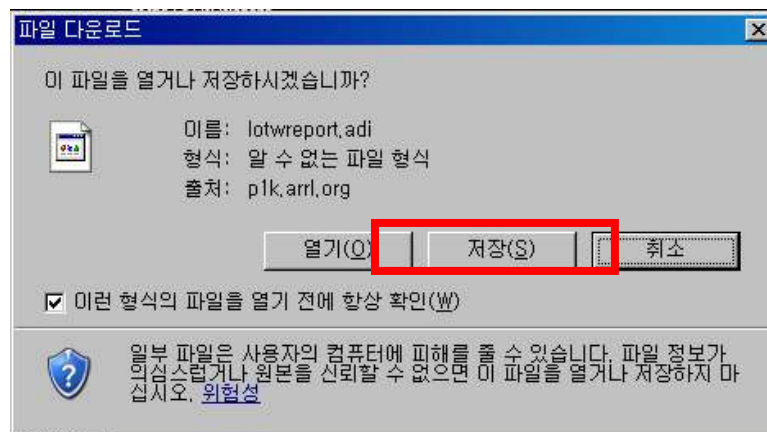 파일 다운로드
이 파일을 열거나 저장하시겠습니까?
이름: lotwreport.adi
형식: 알 수 없는 파일 형식
출처: p1k.arrl.org
열기(O) 저장(S) 취소
이런 형식의 파일을 열기 전에 항상 확인(W)
일부 파일은 사용자의 컴퓨터에 피해를 줄 수 있습니다. 파일 정보가
의심스럽거나 원본을 신뢰할 수 없으면 이 파일을 열거나 저장하지 마
십시오. 위험성